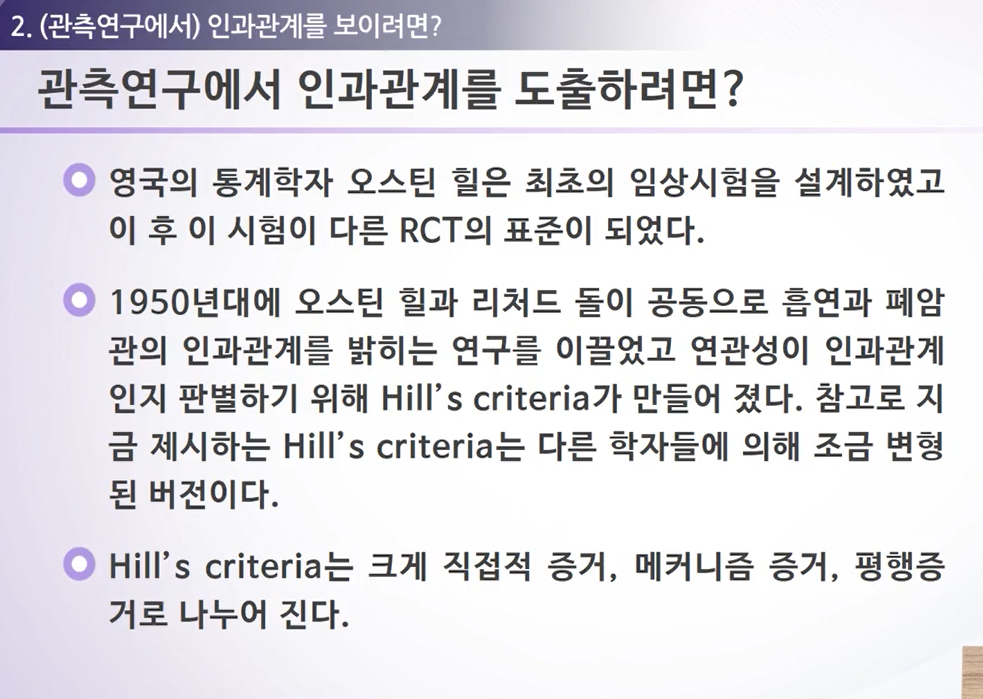 2. (관측연구에서) 인과관계를 보이려면?
관측연구에서 인과관계를 도출하려면?
영국의 통계학자 오스틴 힐은 최초의 임상시험을 설계하였고
이 후 이 시험이 다른 RCT의 표준이 되었다.
1950년대에 오스틴 힐과 리처드 돌이 공동으로 흡연과 폐암
관의 인과관계를 밝히는 연구를 이끌었고 연관성이 인과관계
인지 판별하기 위해 Hill’s criteria가 만들어 졌다. 참고로 지
금 제시하는 Hill’s criteria는 다른 학자들에 의해 조금 변형
된 버전이다.
Hill’s criteria는 크게 직접적 증거, 메커니즘 증거, 평행증
거로 나누어 진다.